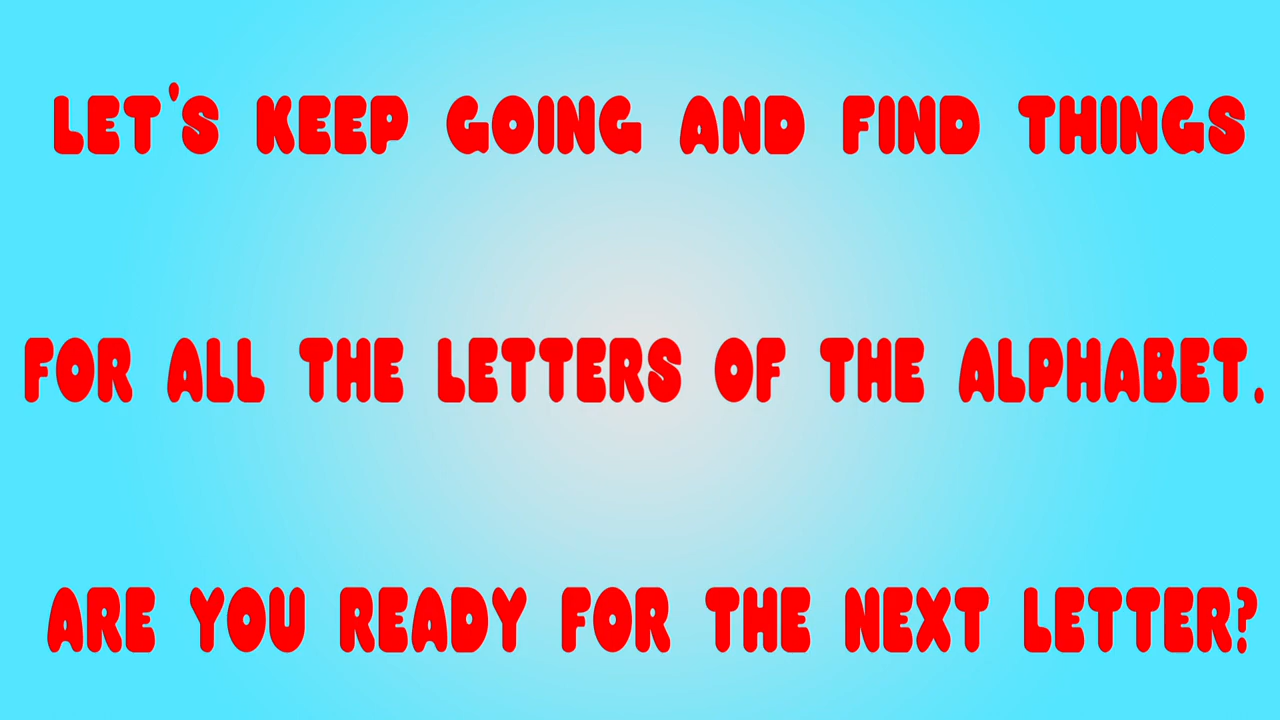 LET'S KEEP GOING AND FIND THINGS
FOR ALL THE LETTERS OF THE ALPHABET.
ARE YOU READY FOR THE NEXT LETTER?